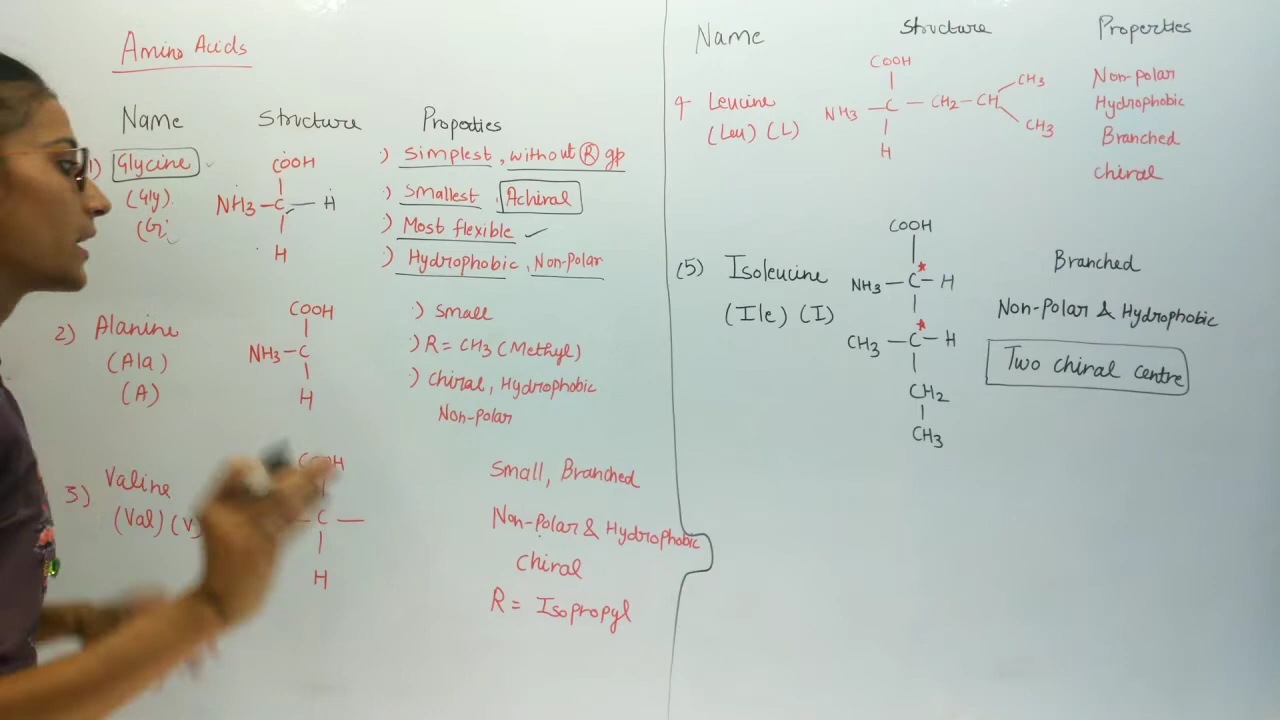 Amino Acids
Name Structure Properties
1) Glycine
(Gly)
(G)
COOH
NH3 — C — H
H
·) Simplest, without R gp
·) Smallest, Achiral
·) Most flexible ✓
·) Hydrophobic, Non-Polar
2) Alanine
(Ala)
(A)
COOH
NH3 — C
H
·) Small
·) R = CH3 (Methyl)
·) Chiral, Hydrophobic
Non-Polar
3) Valine
(Val) (V)
COOH
— C —
H
Small, Branched
Non-Polar & Hydrophobic
Chiral
R = Isopropyl
Name Structure Properties
4 Leucine
(Leu) (L)
COOH
NH3 — C — CH2 — CH
CH3
CH3
H
Non-polar
Hydrophobic
Branched
Chiral
(5) Isoleucine
(Ile) (I)
COOH
NH3 — C* — H
CH3 — C* — H
CH2
CH3
Branched
Non-Polar & Hydrophobic
Two chiral centre